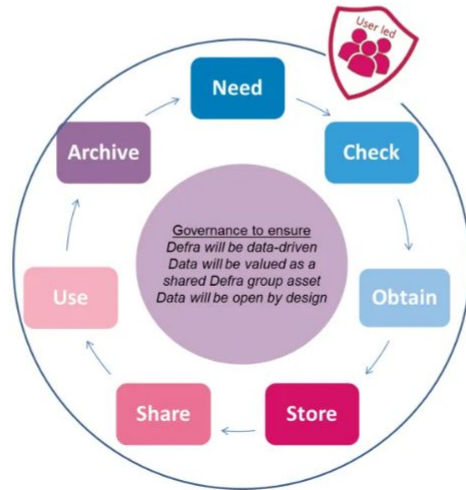 User led
Need
Check
Obtain
Store
Share
Use
Archive
Governance to ensure
Defra will be data-driven
Data will be valued as a
shared Defra group asset
Data will be open by design